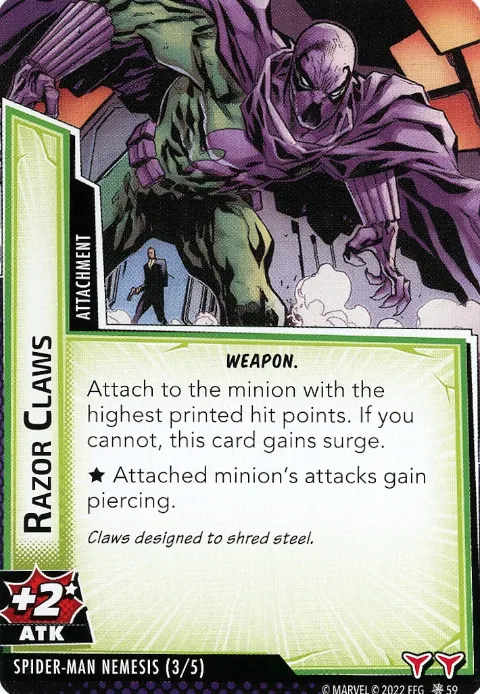 ATTACHMENT
RAZOR CLAWS
WEAPON.
Attach to the minion with the
highest printed hit points. If you
cannot, this card gains surge.
★ Attached minion's attacks gain
piercing.
Claws designed to shred steel.
+2★
ATK
SPIDER-MAN NEMESIS (3/5)
© MARVEL © 2022 FFG 59